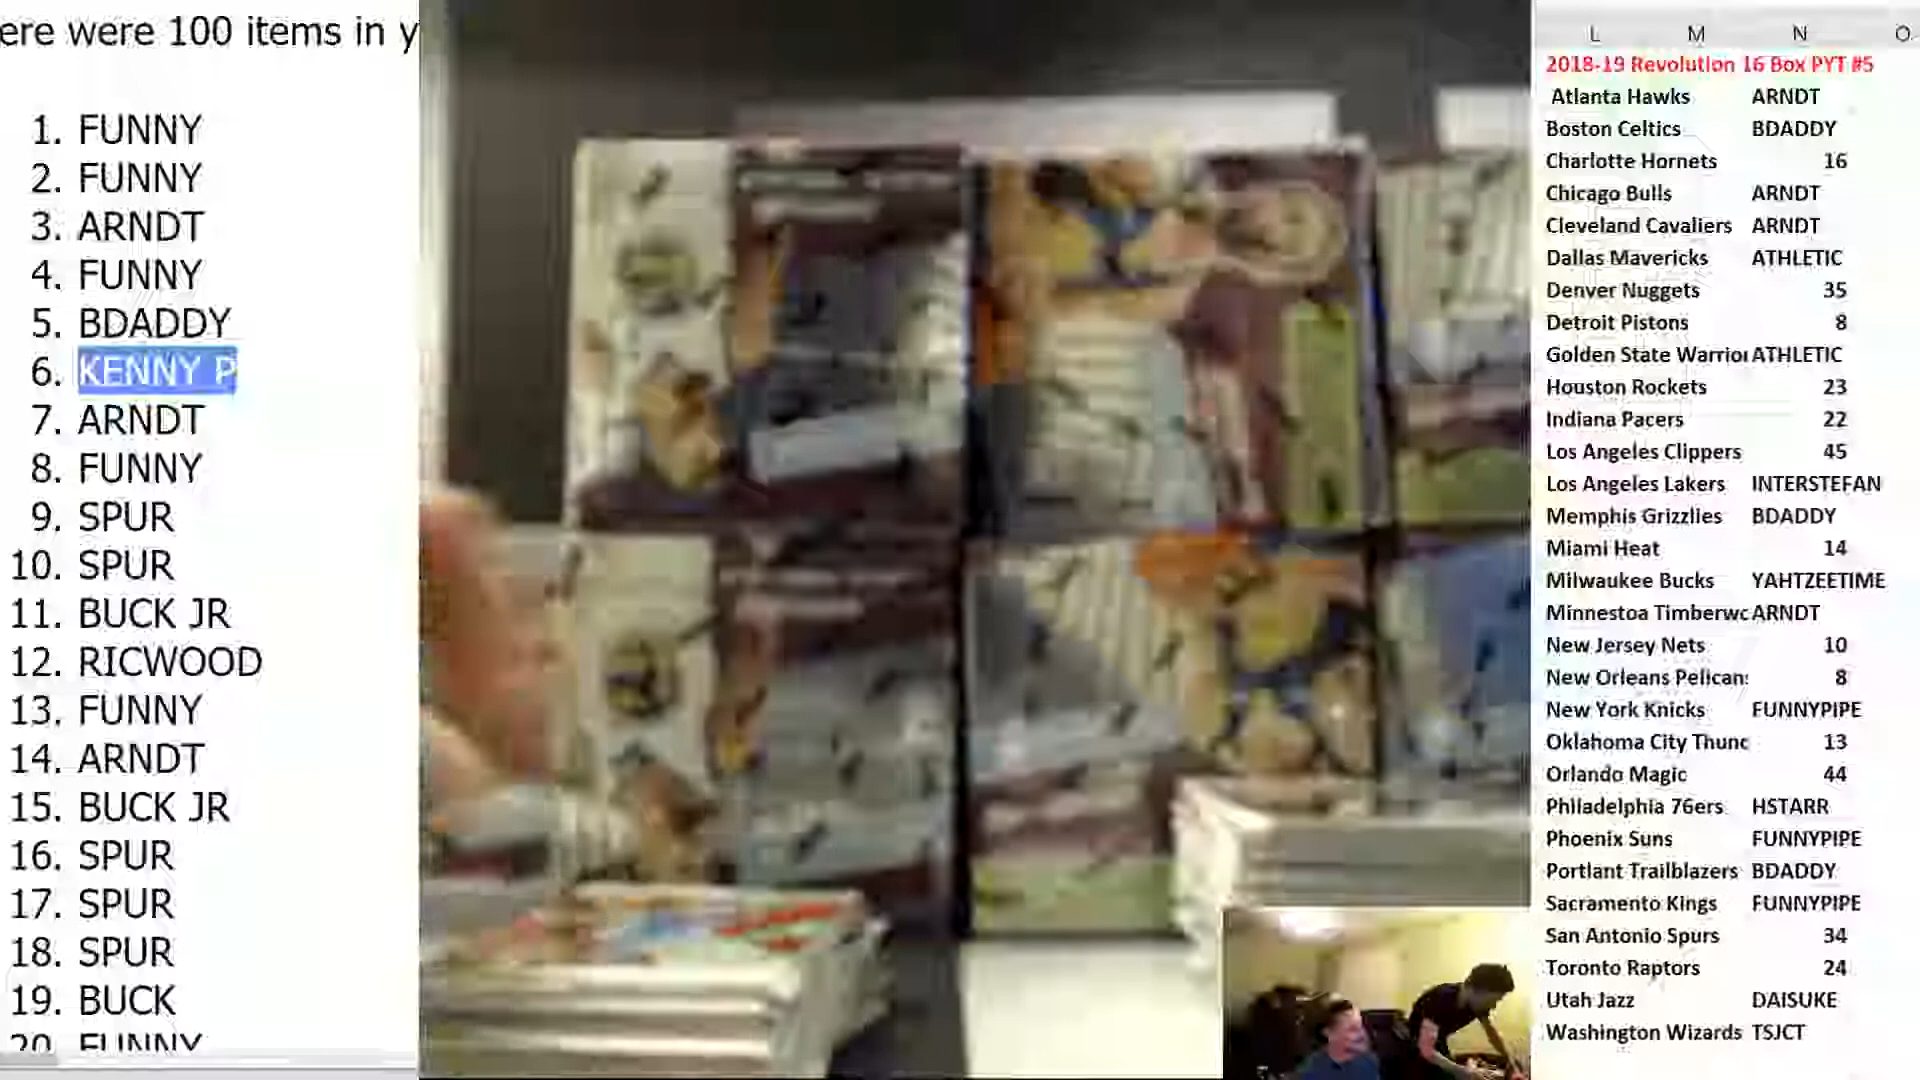 ere were 100 items in y
1. FUNNY
2. FUNNY
3. ARNDT
4. FUNNY
5. BDADDY
6. KENNY P
7. ARNDT
8. FUNNY
9. SPUR
10. SPUR
11. BUCK JR
12. RICWOOD
13. FUNNY
14. ARNDT
15. BUCK JR
16. SPUR
17. SPUR
18. SPUR
19. BUCK
20. FUNNY
L M N O
2018-19 Revolution 16 Box PYT #5
Atlanta Hawks ARNDT
Boston Celtics BDADDY
Charlotte Hornets 16
Chicago Bulls ARNDT
Cleveland Cavaliers ARNDT
Dallas Mavericks ATHLETIC
Denver Nuggets 35
Detroit Pistons 8
Golden State Warrior ATHLETIC
Houston Rockets 23
Indiana Pacers 22
Los Angeles Clippers 45
Los Angeles Lakers INTERSTEFAN
Memphis Grizzlies BDADDY
Miami Heat 14
Milwaukee Bucks YAHTZEETIME
Minnestoa Timberwo ARNDT
New Jersey Nets 10
New Orleans Pelicans 8
New York Knicks FUNNYPIPE
Oklahoma City Thund 13
Orlando Magic 44
Philadelphia 76ers HSTARR
Phoenix Suns FUNNYPIPE
Portlant Trailblazers BDADDY
Sacramento Kings FUNNYPIPE
San Antonio Spurs 34
Toronto Raptors 24
Utah Jazz DAISUKE
Washington Wizards TSJCT